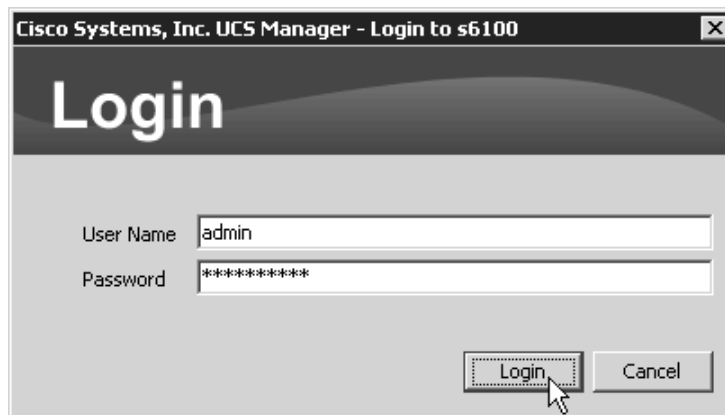 Cisco Systems, Inc. UCS Manager - Login to s6100
Login
User Name admin
Password **********
Login Cancel